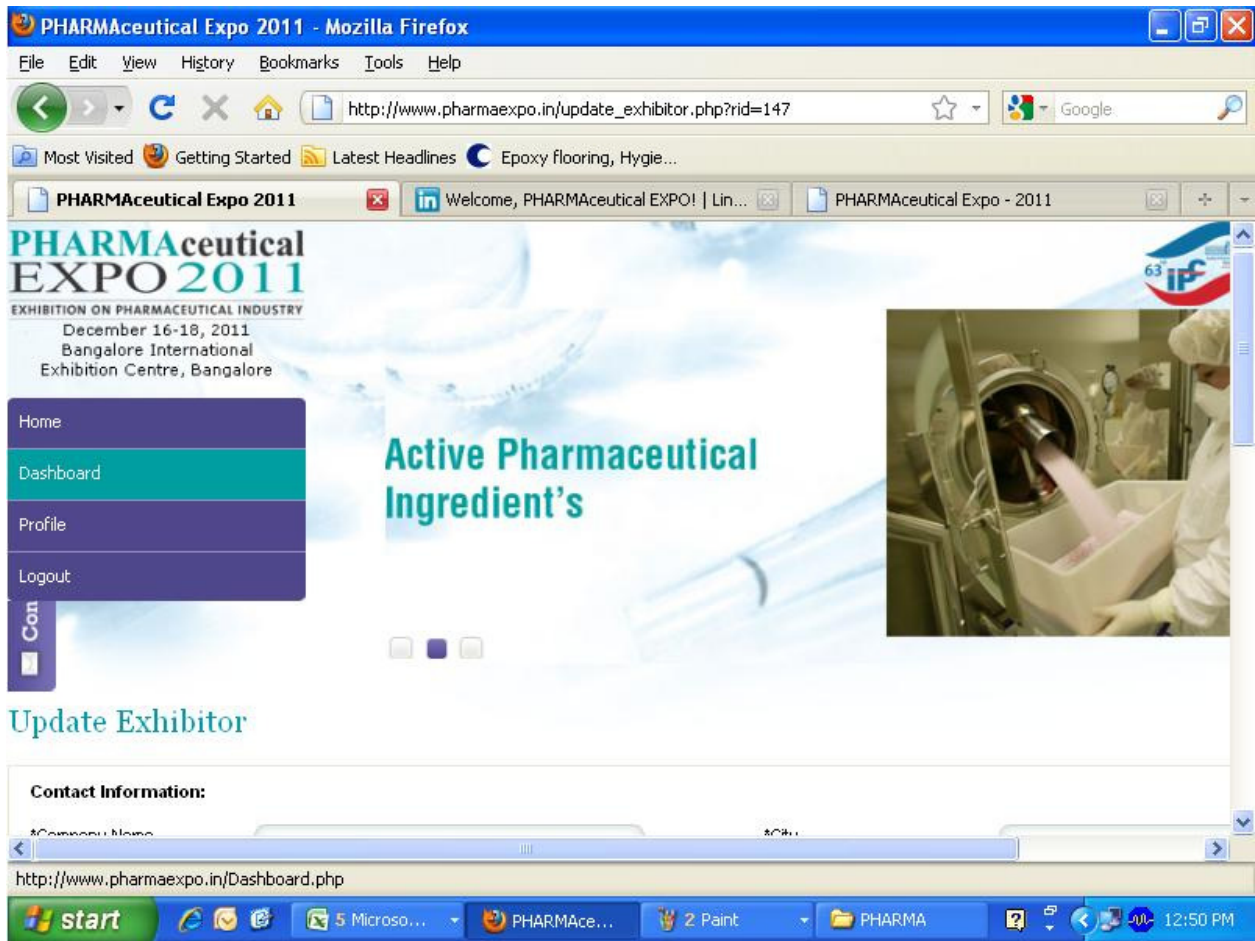 PHARMAceutical Expo 2011 - Mozilla Firefox
File Edit View History Bookmarks Tools Help
http://www.pharmaexpo.in/update_exhibitor.php?rid=147 Google
Most Visited Getting Started Latest Headlines Epoxy flooring, Hygie...
PHARMAceutical Expo 2011 Welcome, PHARMAceutical EXPO! | Lin... PHARMAceutical Expo - 2011
PHARMAceutical
EXPO 2011
EXHIBITION ON PHARMACEUTICAL INDUSTRY
December 16-18, 2011
Bangalore International
Exhibition Centre, Bangalore
63 IPC
Home
Dashboard
Profile
Logout
Con
Active Pharmaceutical
Ingredient's
Update Exhibitor
Contact Information:
*Company Name *City
http://www.pharmaexpo.in/Dashboard.php
start 5 Microso... PHARMAce... 2 Paint PHARMA 12:50 PM